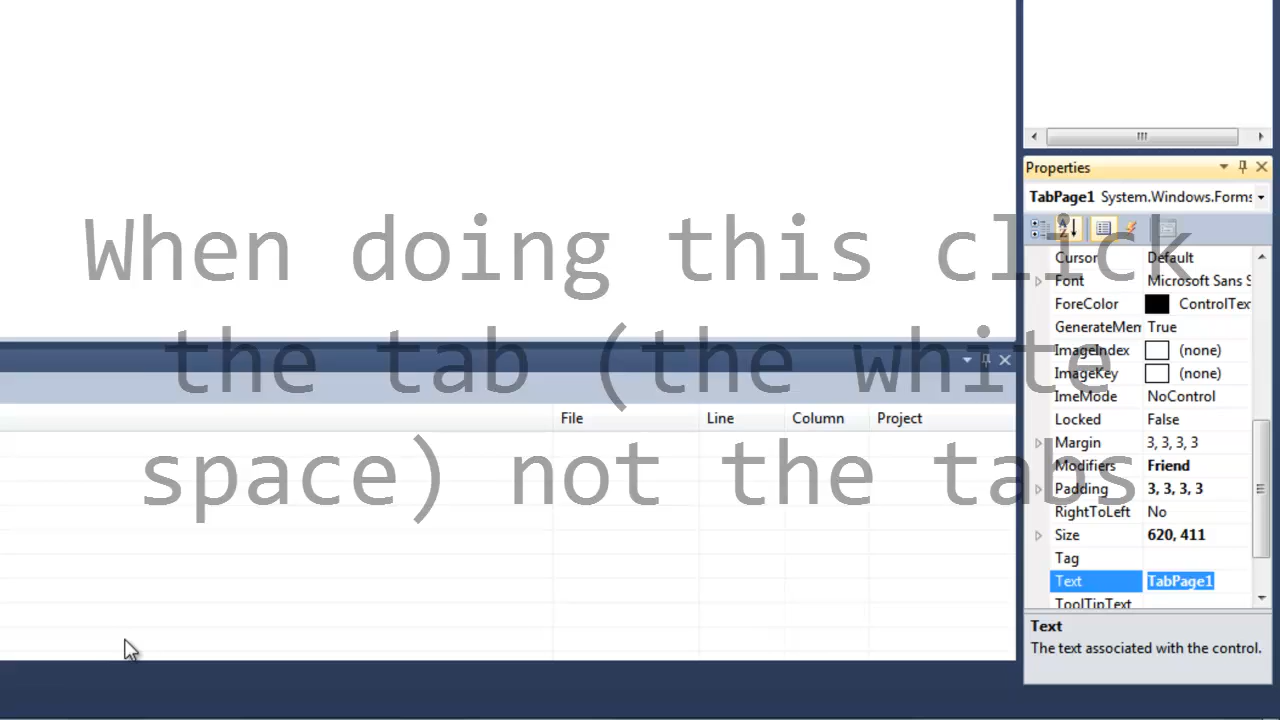 When doing this click
the tab (the white
space) not the tabs
Properties
TabPage1 System.Windows.Forms
Cursor Default
Font Microsoft Sans S
ForeColor ControlTex
GenerateMem True
ImageIndex (none)
ImageKey (none)
ImeMode NoControl
Locked False
Margin 3, 3, 3, 3
Modifiers Friend
Padding 3, 3, 3, 3
RightToLeft No
Size 620, 411
Tag
Text TabPage1
ToolTipText
Text
The text associated with the control.
File Line Column Project